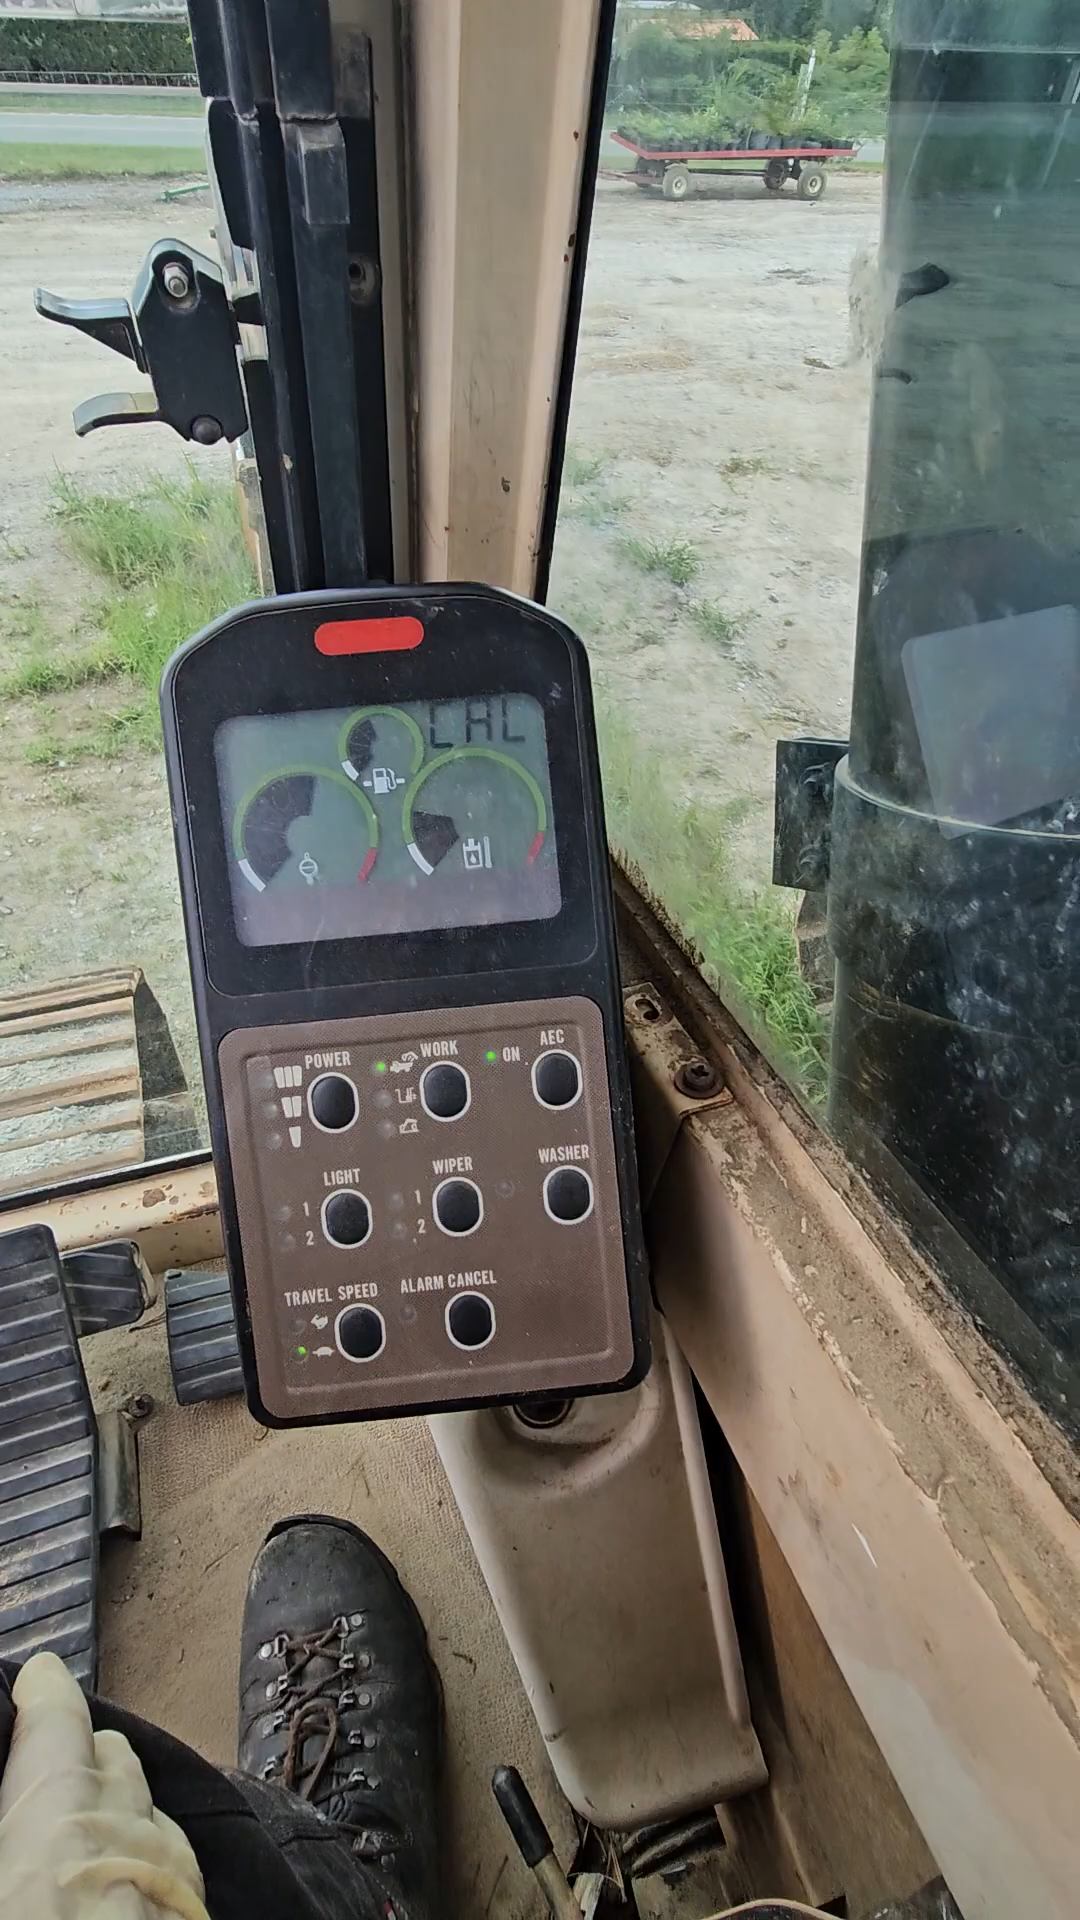 CAL
POWER
WORK
ON
AEC
LIGHT
1
2
WIPER
1
2
WASHER
TRAVEL SPEED
ALARM CANCEL